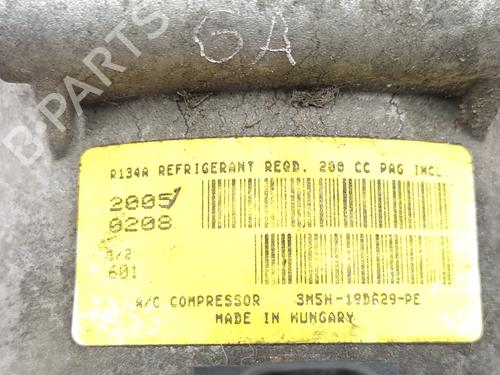 GA
B-PARTS
R134A REFRIGERANT REQD. 200 CC PAG INCL.
2005/
0208
1/2
601
A/C COMPRESSOR 3M5H-19D629-PE
MADE IN HUNGARY